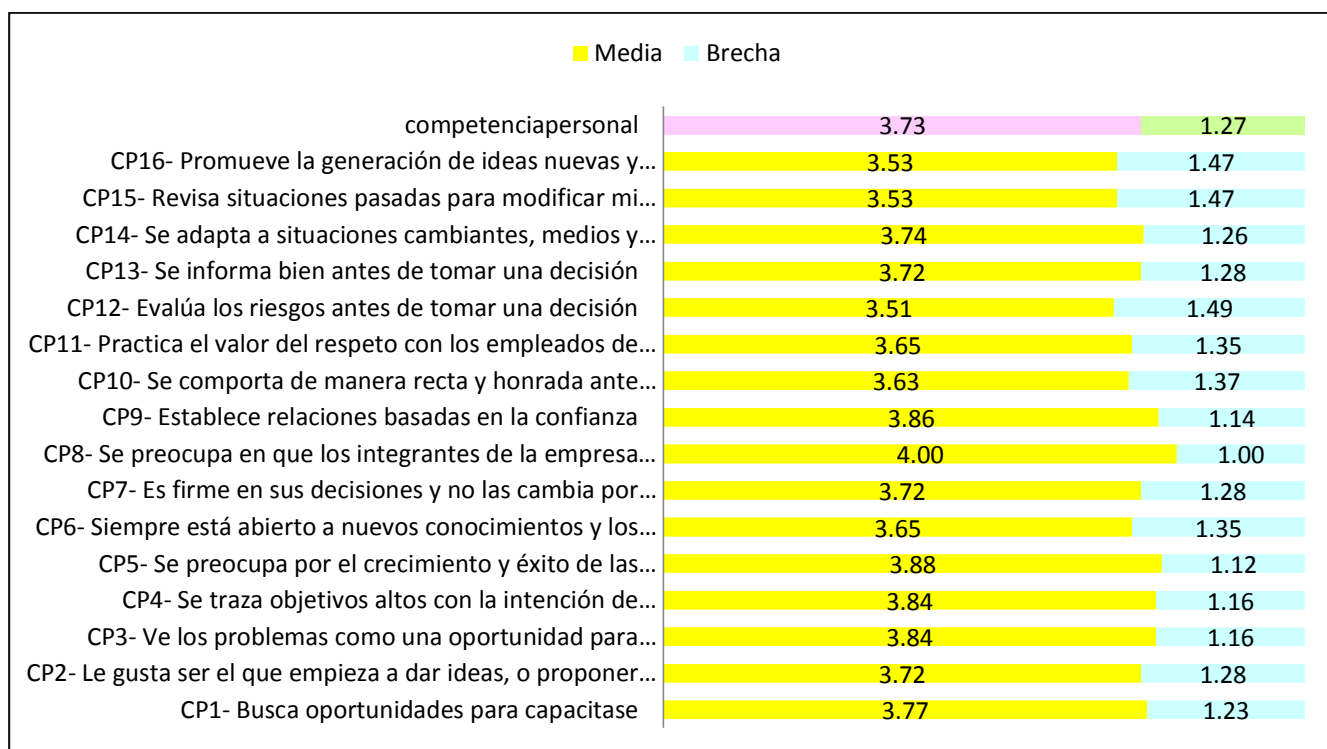 Media Brecha
competenciapersonal 3.73 1.27
CP16- Promueve la generación de ideas nuevas y… 3.53 1.47
CP15- Revisa situaciones pasadas para modificar mi… 3.53 1.47
CP14- Se adapta a situaciones cambiantes, medios y… 3.74 1.26
CP13- Se informa bien antes de tomar una decisión 3.72 1.28
CP12- Evalúa los riesgos antes de tomar una decisión 3.51 1.49
CP11- Practica el valor del respeto con los empleados de… 3.65 1.35
CP10- Se comporta de manera recta y honrada ante… 3.63 1.37
CP9- Establece relaciones basadas en la confianza 3.86 1.14
CP8- Se preocupa en que los integrantes de la empresa… 4.00 1.00
CP7- Es firme en sus decisiones y no las cambia por… 3.72 1.28
CP6- Siempre está abierto a nuevos conocimientos y los… 3.65 1.35
CP5- Se preocupa por el crecimiento y éxito de las… 3.88 1.12
CP4- Se traza objetivos altos con la intención de… 3.84 1.16
CP3- Ve los problemas como una oportunidad para… 3.84 1.16
CP2- Le gusta ser el que empieza a dar ideas, o proponer… 3.72 1.28
CP1- Busca oportunidades para capacitase 3.77 1.23